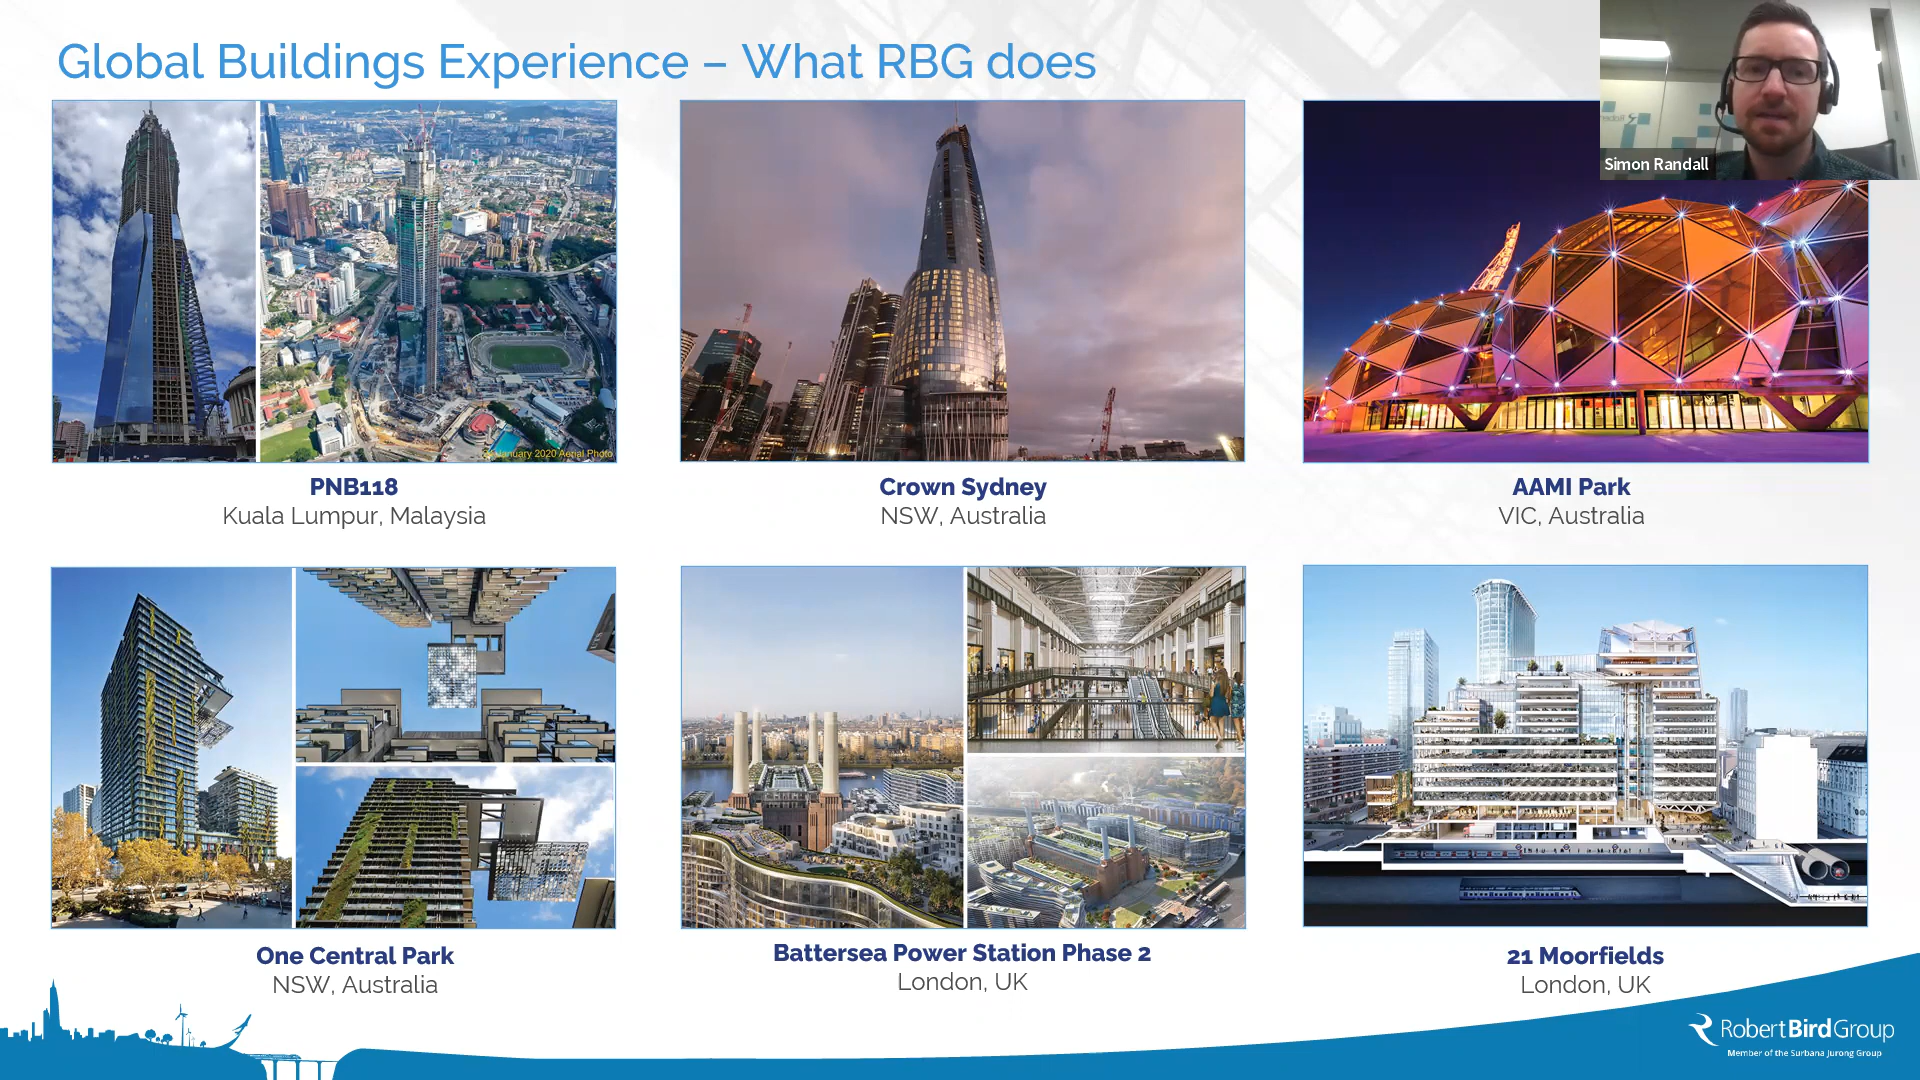 Global Buildings Experience – What RBG does
Simon Randall
January 2020 Aerial Photo
PNB118
Kuala Lumpur, Malaysia
Crown Sydney
NSW, Australia
AAMI Park
VIC, Australia
One Central Park
NSW, Australia
Battersea Power Station Phase 2
London, UK
21 Moorfields
London, UK
RobertBirdGroup
Member of the Surbana Jurong Group